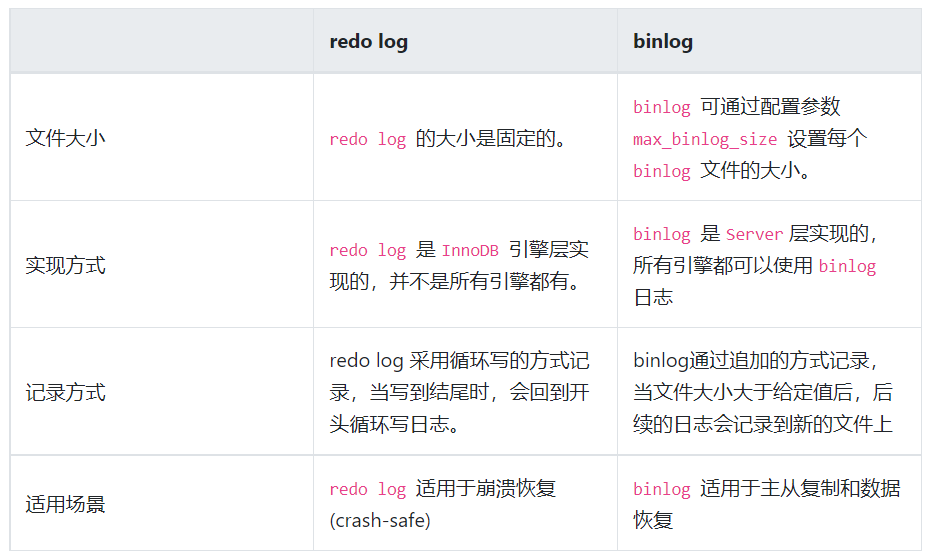 redo log
binlog
文件大小
redo log 的大小是固定的。
binlog 可通过配置参数
max_binlog_size 设置每个
binlog 文件的大小。
实现方式
redo log 是 InnoDB 引擎层实
现的，并不是所有引擎都有。
binlog 是 Server 层实现的，
所有引擎都可以使用 binlog
日志
记录方式
redo log 采用循环写的方式记
录，当写到结尾时，会回到开
头循环写日志。
binlog通过追加的方式记录，
当文件大小大于给定值后，后
续的日志会记录到新的文件上
适用场景
redo log 适用于崩溃恢复
(crash-safe)
binlog 适用于主从复制和数据
恢复